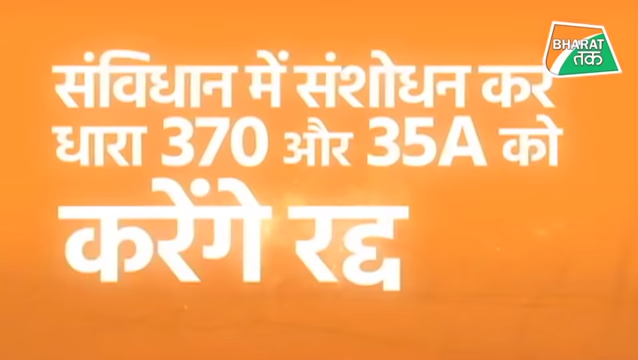 BHARAT
तक
संविधान में संशोधन कर
धारा 370 और 35A को
करेंगे रद्द